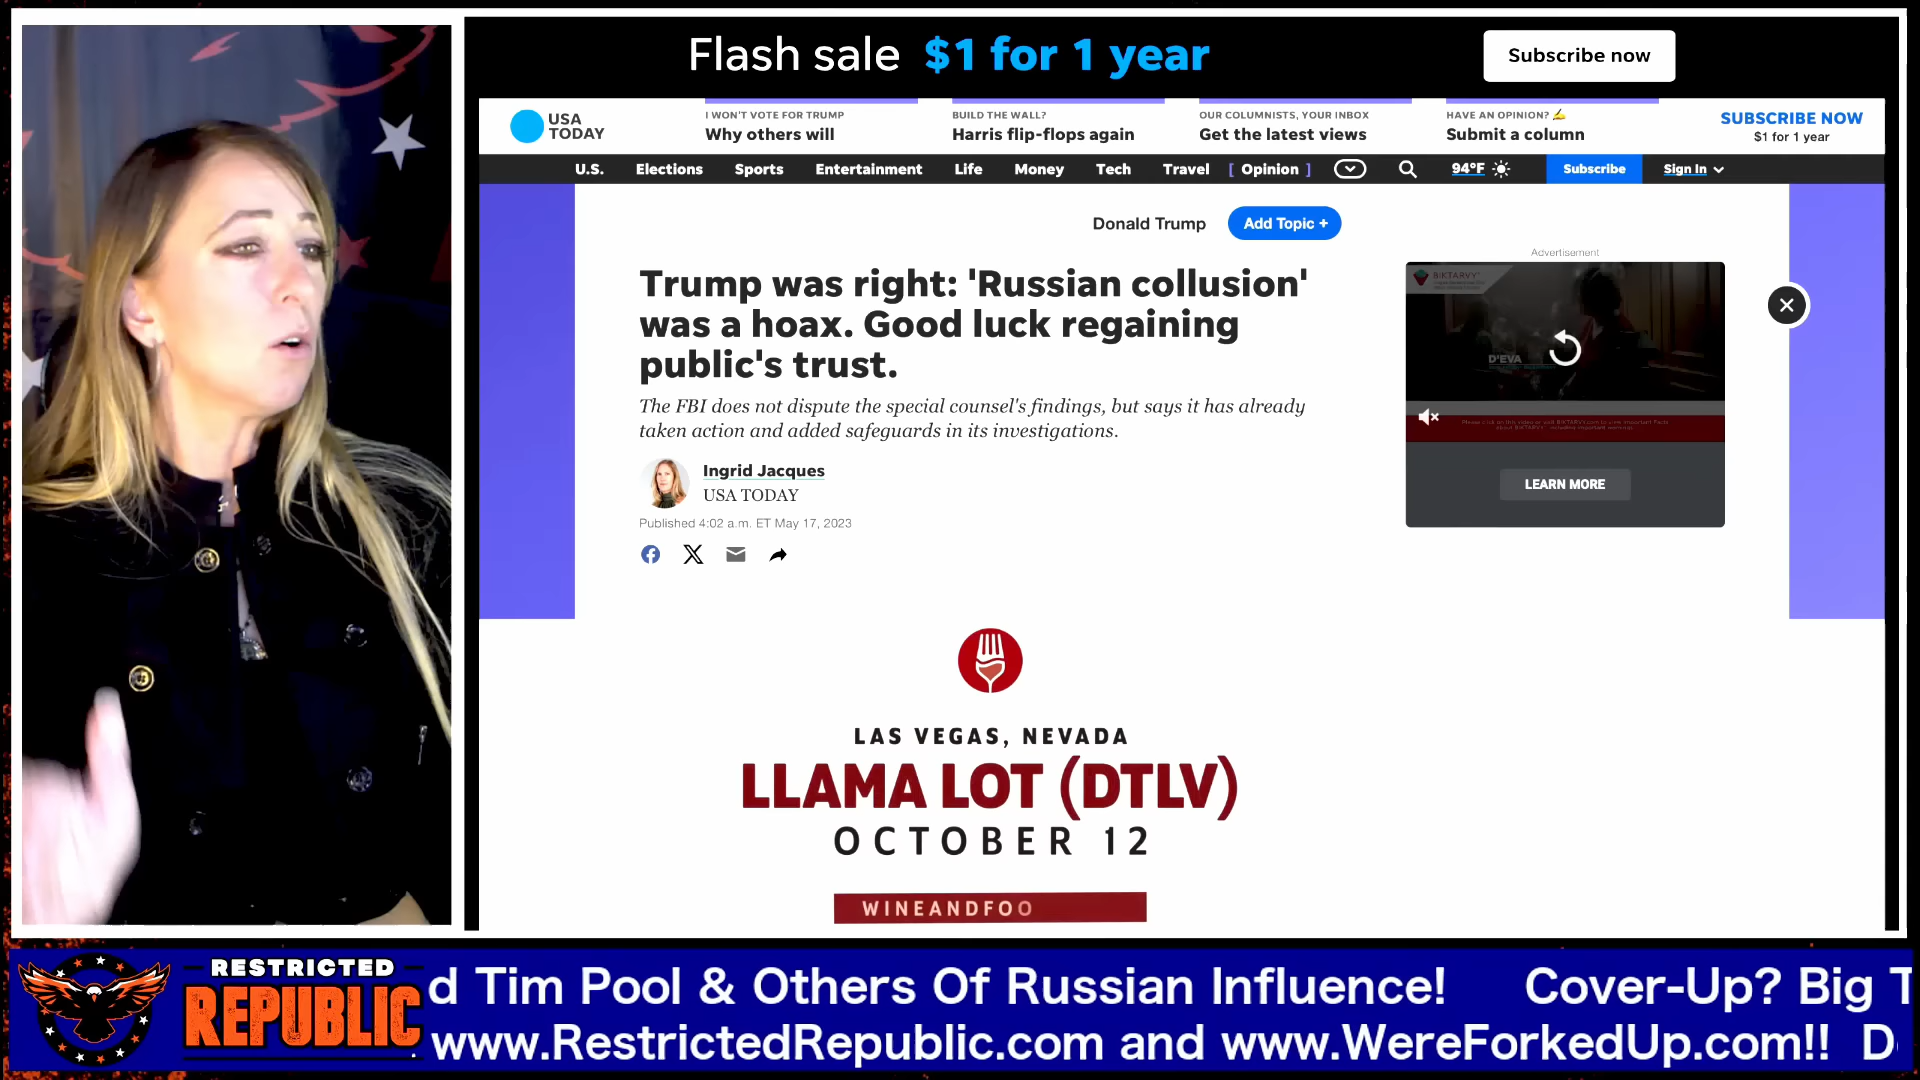 Flash sale $1 for 1 year
Subscribe now
USA
TODAY
I WON'T VOTE FOR TRUMP
Why others will
BUILD THE WALL?
Harris flip-flops again
OUR COLUMNISTS, YOUR INBOX
Get the latest views
HAVE AN OPINION? ✍️
Submit a column
SUBSCRIBE NOW
$1 for 1 year
U.S. Elections Sports Entertainment Life Money Tech Travel [ Opinion ] 94°F Subscribe Sign In
Donald Trump Add Topic +
Advertisement
Trump was right: 'Russian collusion'
was a hoax. Good luck regaining
public's trust.
The FBI does not dispute the special counsel's findings, but says it has already
taken action and added safeguards in its investigations.
Ingrid Jacques
USA TODAY
Published 4:02 a.m. ET May 17, 2023
BIKTARVY
D'EVA
LEARN MORE
LAS VEGAS, NEVADA
LLAMA LOT (DTLV)
OCTOBER 12
WINEANDFOO
RESTRICTED
REPUBLIC
d Tim Pool & Others Of Russian Influence! Cover-Up? Big T
www.RestrictedRepublic.com and www.WereForkedUp.com!! D